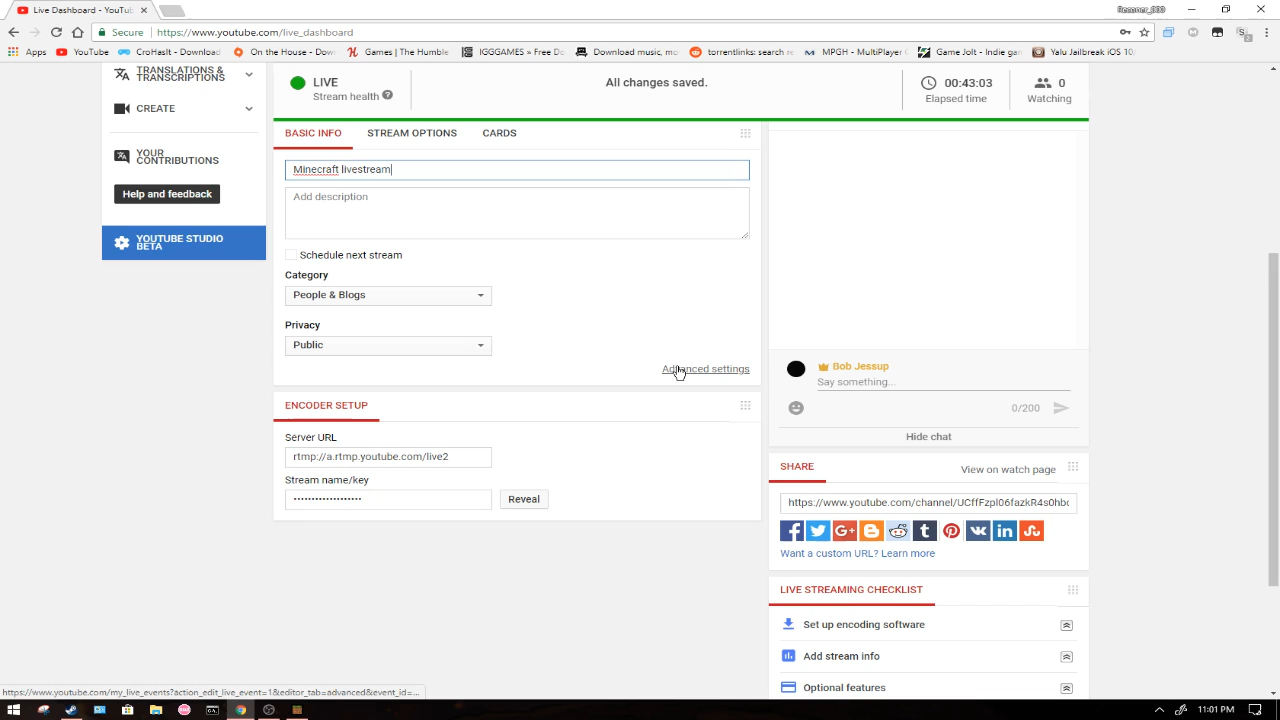 Live Dashboard - YouTub
Recaner_000
Secure https://www.youtube.com/live_dashboard
Apps YouTube CroHasIt - Download On the House - Dow Games | The Humble IGGGAMES » Free Do Download music, mo torrentlinks: search re MPGH - MultiPlayer G Game Jolt - Indie gan Yalu Jailbreak iOS 10
TRANSLATIONS &
TRANSCRIPTIONS
CREATE
YOUR
CONTRIBUTIONS
Help and feedback
YOUTUBE STUDIO
BETA
LIVE
Stream health ?
All changes saved.
00:43:03
Elapsed time
0
Watching
BASIC INFO STREAM OPTIONS CARDS
Minecraft livestream
Add description
Schedule next stream
Category
People & Blogs
Privacy
Public
Advanced settings
ENCODER SETUP
Server URL
rtmp://a.rtmp.youtube.com/live2
Stream name/key
••••••••••••••••••• Reveal
Bob Jessup
Say something...
0/200
Hide chat
SHARE View on watch page
https://www.youtube.com/channel/UCffFzpl06fazkR4s0hbc
Want a custom URL? Learn more
LIVE STREAMING CHECKLIST
Set up encoding software
Add stream info
Optional features
https://www.youtube.com/my_live_events?action_edit_live_event=1&editor_tab=advanced&event_id=...
11:01 PM